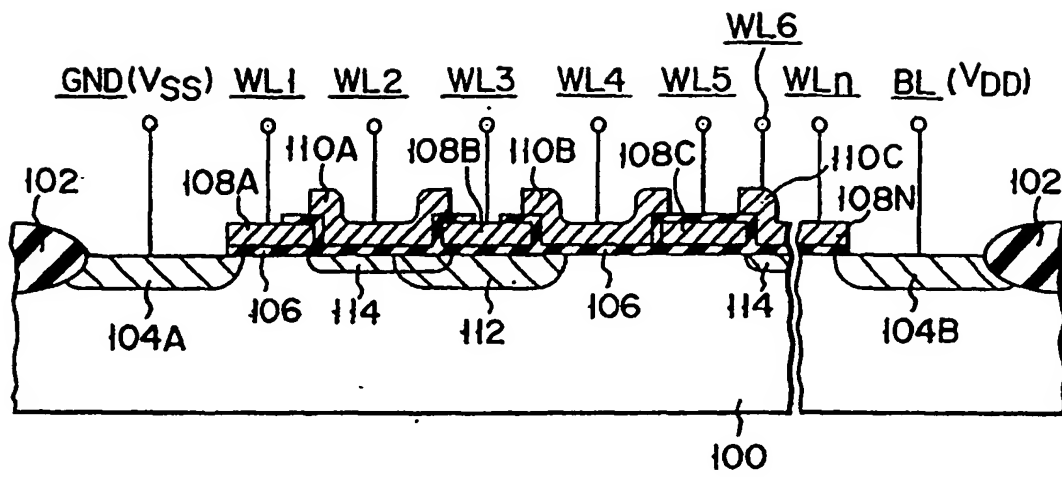 WL6
GND(VSS) WL1 WL2 WL3 WL4 WL5 WLn BL (VDD)
110A 108B 110B 108C 110C
102 108A 108N 102
104A 106 114 112 106 114 104B
100